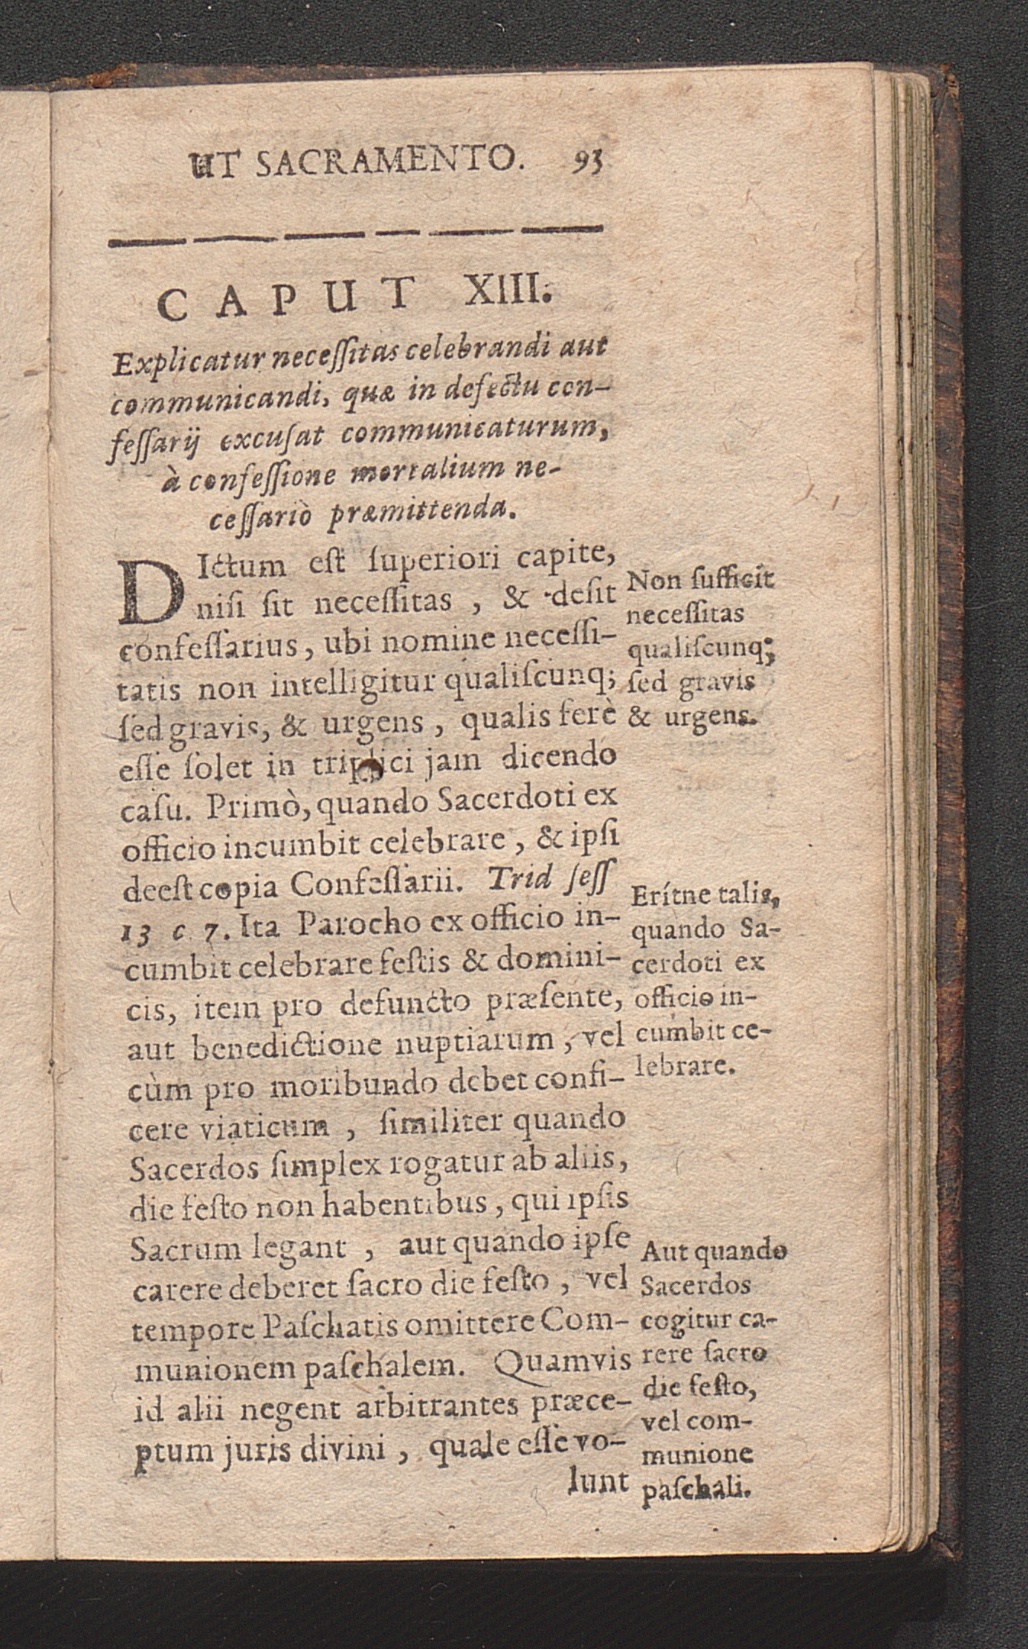 UT SACRAMENTO. 93
CAPUT XIII.
Explicatur neceſſitas celebrandi aut
communicandi, quæ in defectu con-
feſſarij excuſat communicaturum,
à confeſſione mortalium ne-
ceſſariò præmittenda.
DIctum eſt ſuperiori capite,
niſi ſit neceſſitas , & deſit
confeſſarius, ubi nomine neceſſi-
tatis non intelligitur qualiſcunq;
ſed gravis, & urgens , qualis ferè
eſſe ſolet in triplici jam dicendo
caſu. Primò, quando Sacerdoti ex
officio incumbit celebrare , & ipſi
deeſt copia Confeſſarii. Trid ſeſſ
13 c 7. Ita Parocho ex officio in-
cumbit celebrare feſtis & domini-
cis, item pro defuncto præſente,
aut benedictione nuptiarum , vel
cùm pro moribundo debet confi-
cere viaticum , ſimiliter quando
Sacerdos ſimplex rogatur ab aliis,
die feſto non habentibus, qui ipſis
Sacrum legant , aut quando ipſe
carere deberet ſacro die feſto , vel
tempore Paſchatis omittere Com-
munionem paſchalem. Quamvis
id alii negent arbitrantes præce-
ptum juris divini , quale eſſe vo-
lunt
Non ſufficit
neceſſitas
qualiſcunq;
ſed gravis
& urgens.
Erítne talis,
quando Sa-
cerdoti ex
officio in-
cumbit ce-
lebrare.
Aut quando
Sacerdos
cogitur ca-
rere ſacro
die feſto,
vel com-
munione
paſchali.